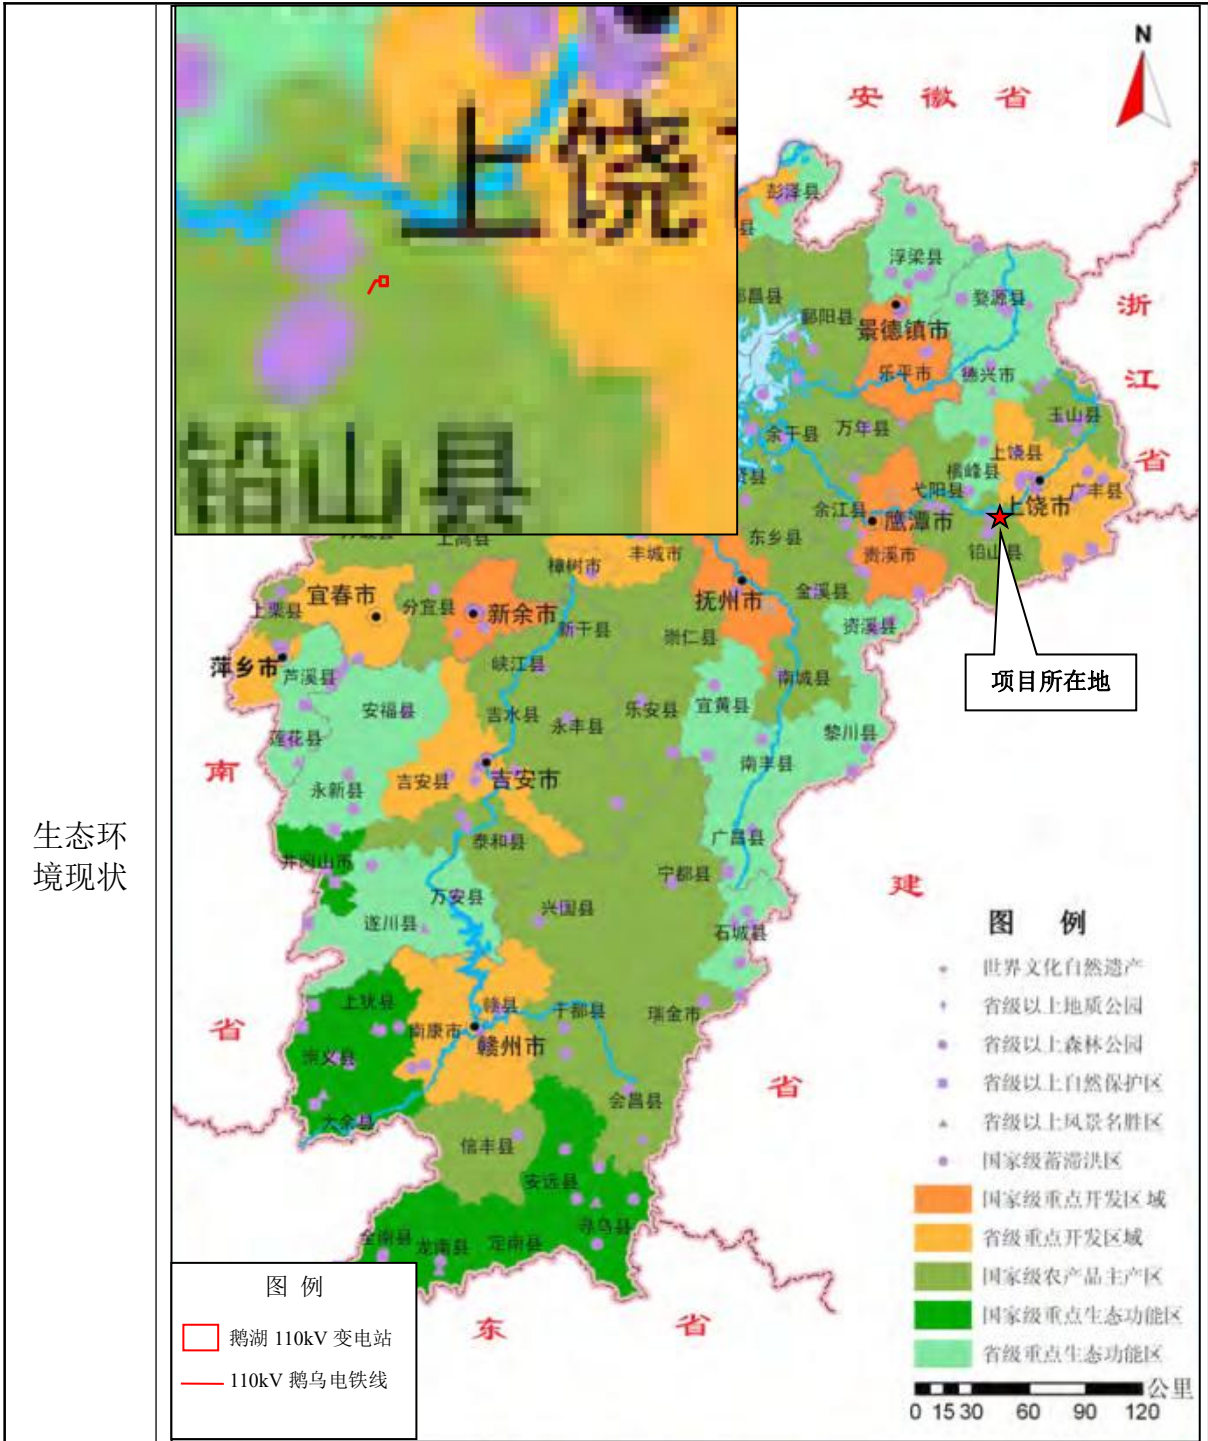 生态环
境现状
上饶
铅山县
N
安徽省
浙
江
省
彭泽县
浮梁县
婺源县
鄱阳县
景德镇市
乐平市
德兴市
玉山县
余干县
万年县
上饶县
横峰县
弋阳县
广丰县
余江县
鹰潭市
上饶市
东乡县
贵溪市
铅山县
上高县
丰城市
樟树市
宜春市
分宜县
新余市
抚州市
金溪县
上栗县
新干县
崇仁县
资溪县
萍乡市
芦溪县
峡江县
南城县
项目所在地
安福县
吉水县
永丰县
乐安县
宜黄县
黎川县
莲花县
南
南丰县
永新县
吉安县
吉安市
泰和县
广昌县
井冈山市
宁都县
万安县
兴国县
建
遂川县
石城县
上犹县
赣县
于都县
瑞金市
南康市
赣州市
省
崇义县
省
会昌县
大余县
信丰县
安远县
寻乌县
全南县
龙南县
定南县
东
省
图 例
世界文化自然遗产
省级以上地质公园
省级以上森林公园
省级以上自然保护区
省级以上风景名胜区
国家级蓄滞洪区
国家级重点开发区域
省级重点开发区域
国家级农产品主产区
国家级重点生态功能区
省级重点生态功能区
公里
0 15 30 60 90 120
图 例
鹅湖 110kV 变电站
110kV 鹅乌电铁线